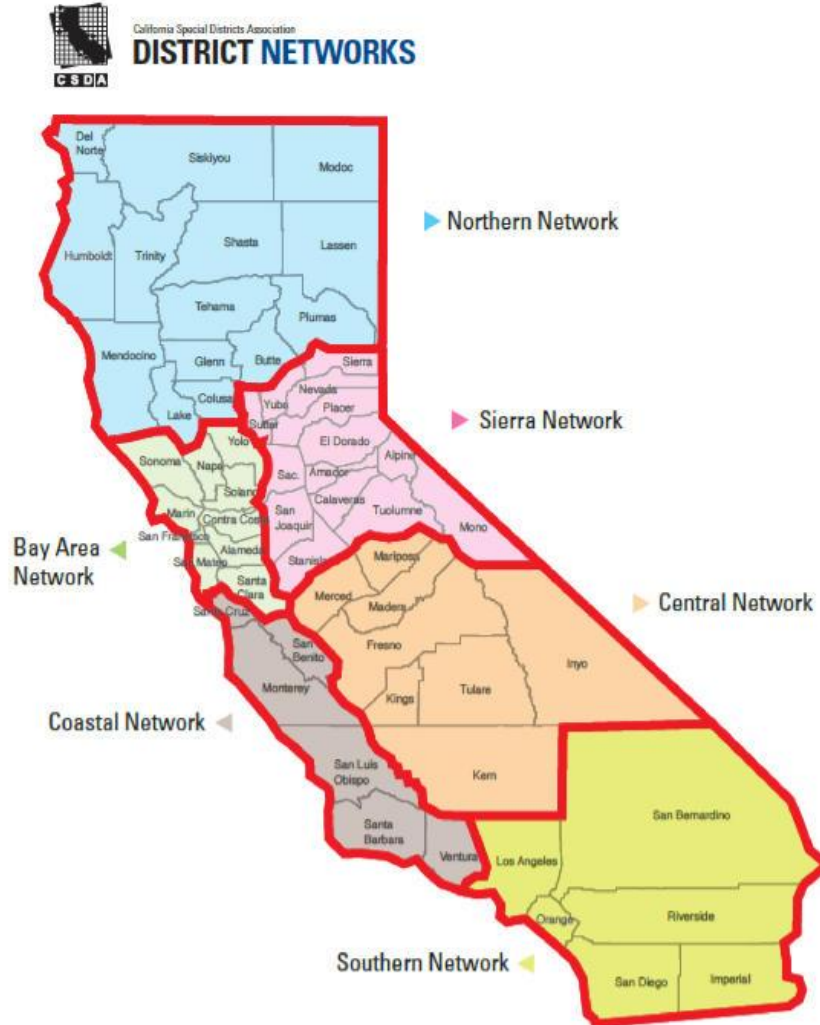 California Special Districts Association
DISTRICT NETWORKS
CSDA
Del
Norte
Siskiyou
Modoc
Humboldt
Trinity
Shasta
Lassen
Tehama
Plumas
Mendocino
Glenn
Butte
Lake
Colusa
Northern Network
Sierra
Nevada
Yuba
Placer
Sutter
El Dorado
Alpine
Sac.
Amador
Calaveras
San
Joaquin
Tuolumne
Mono
Stanisla
Sierra Network
Yolo
Sonoma
Napa
Solano
Marin
Contra Costa
San Francisco
Alameda
San Mateo
Santa
Clara
Bay Area
Network
Mariposa
Merced
Madera
Fresno
Inyo
Kings
Tulare
Kern
Central Network
Santa Cruz
San
Benito
Monterey
San Luis
Obispo
Santa
Barbara
Ventura
Coastal Network
San Bernardino
Los Angeles
Orange
Riverside
San Diego
Imperial
Southern Network